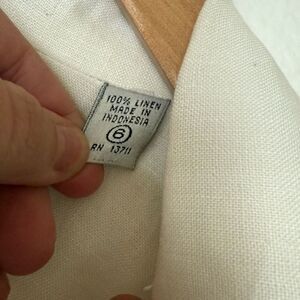 100% LINEN
MADE IN
INDONESIA
6
RN 13711